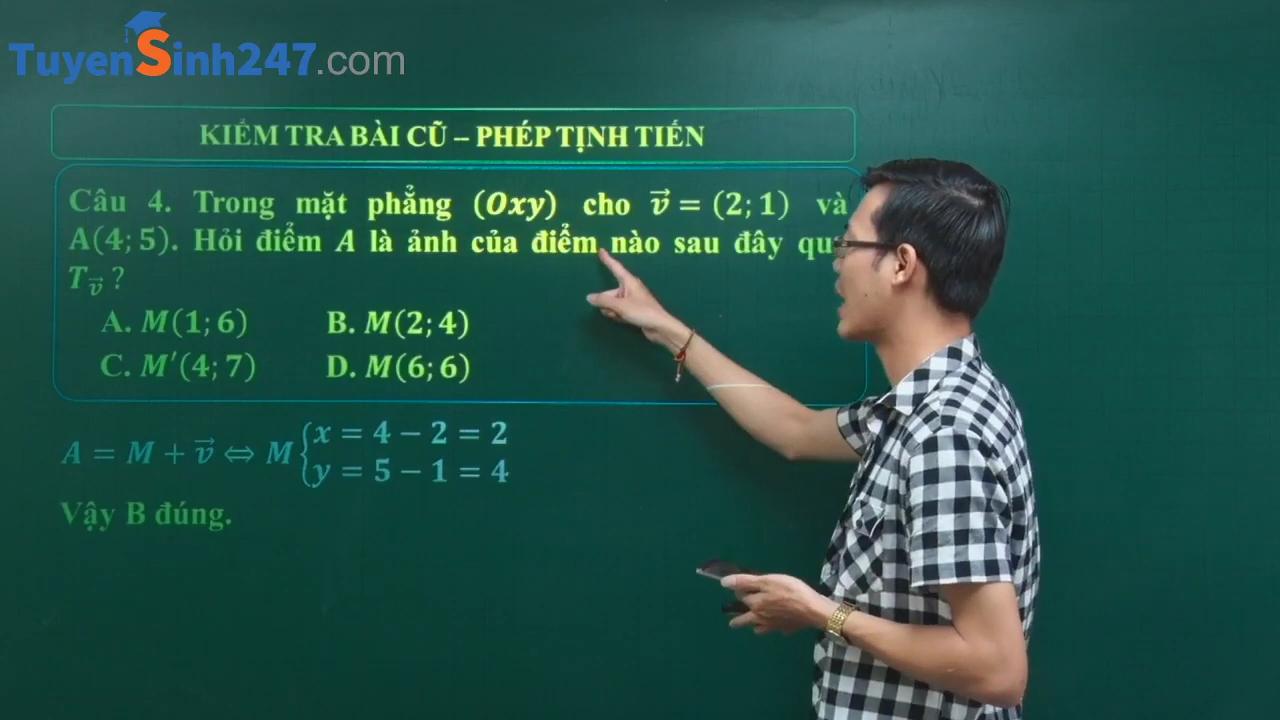 TuyenSinh247.com
KIỂM TRA BÀI CŨ – PHÉP TỊNH TIẾN
Câu 4. Trong mặt phẳng (Oxy) cho v⃗ = (2; 1) và
A(4; 5). Hỏi điểm A là ảnh của điểm nào sau đây qu
T_v⃗ ?
A. M(1; 6) B. M(2; 4)
C. M′(4; 7) D. M(6; 6)
A = M + v⃗ ⇔ M { x = 4 − 2 = 2
y = 5 − 1 = 4
Vậy B đúng.